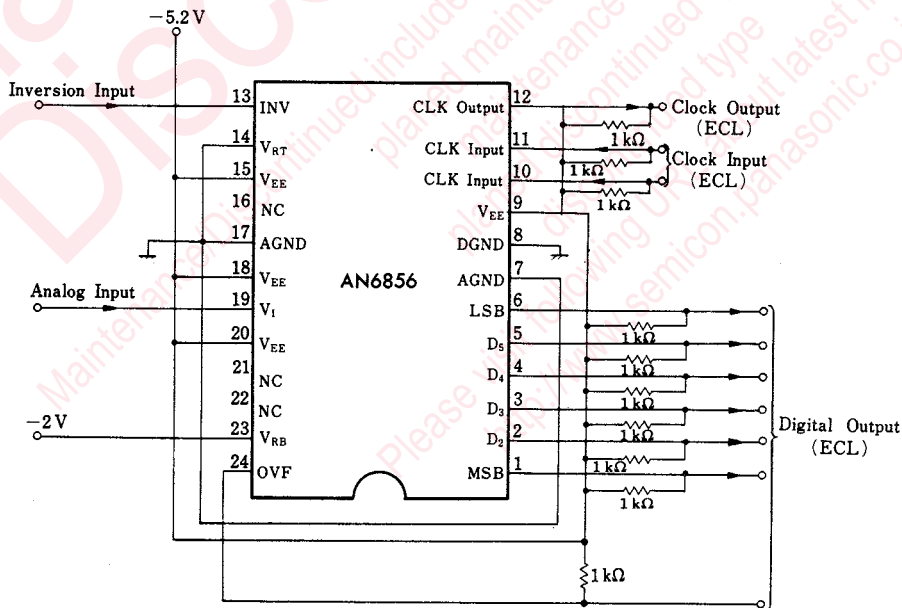 −5.2 V
Inversion Input
13 INV
14 V_RT
15 V_EE
16 NC
17 AGND
18 V_EE
Analog Input
19 V_I
20 V_EE
21 NC
22 NC
−2 V
23 V_RB
24 OVF
AN6856
CLK Output 12
1 kΩ
Clock Output
(ECL)
CLK Input 11
1 kΩ
Clock Input
(ECL)
CLK Input 10
1 kΩ
V_EE 9
DGND 8
AGND 7
LSB 6
1 kΩ
D₅ 5
1 kΩ
D₄ 4
1 kΩ
D₃ 3
1 kΩ
D₂ 2
1 kΩ
MSB 1
1 kΩ
Digital Output
(ECL)
1 kΩ